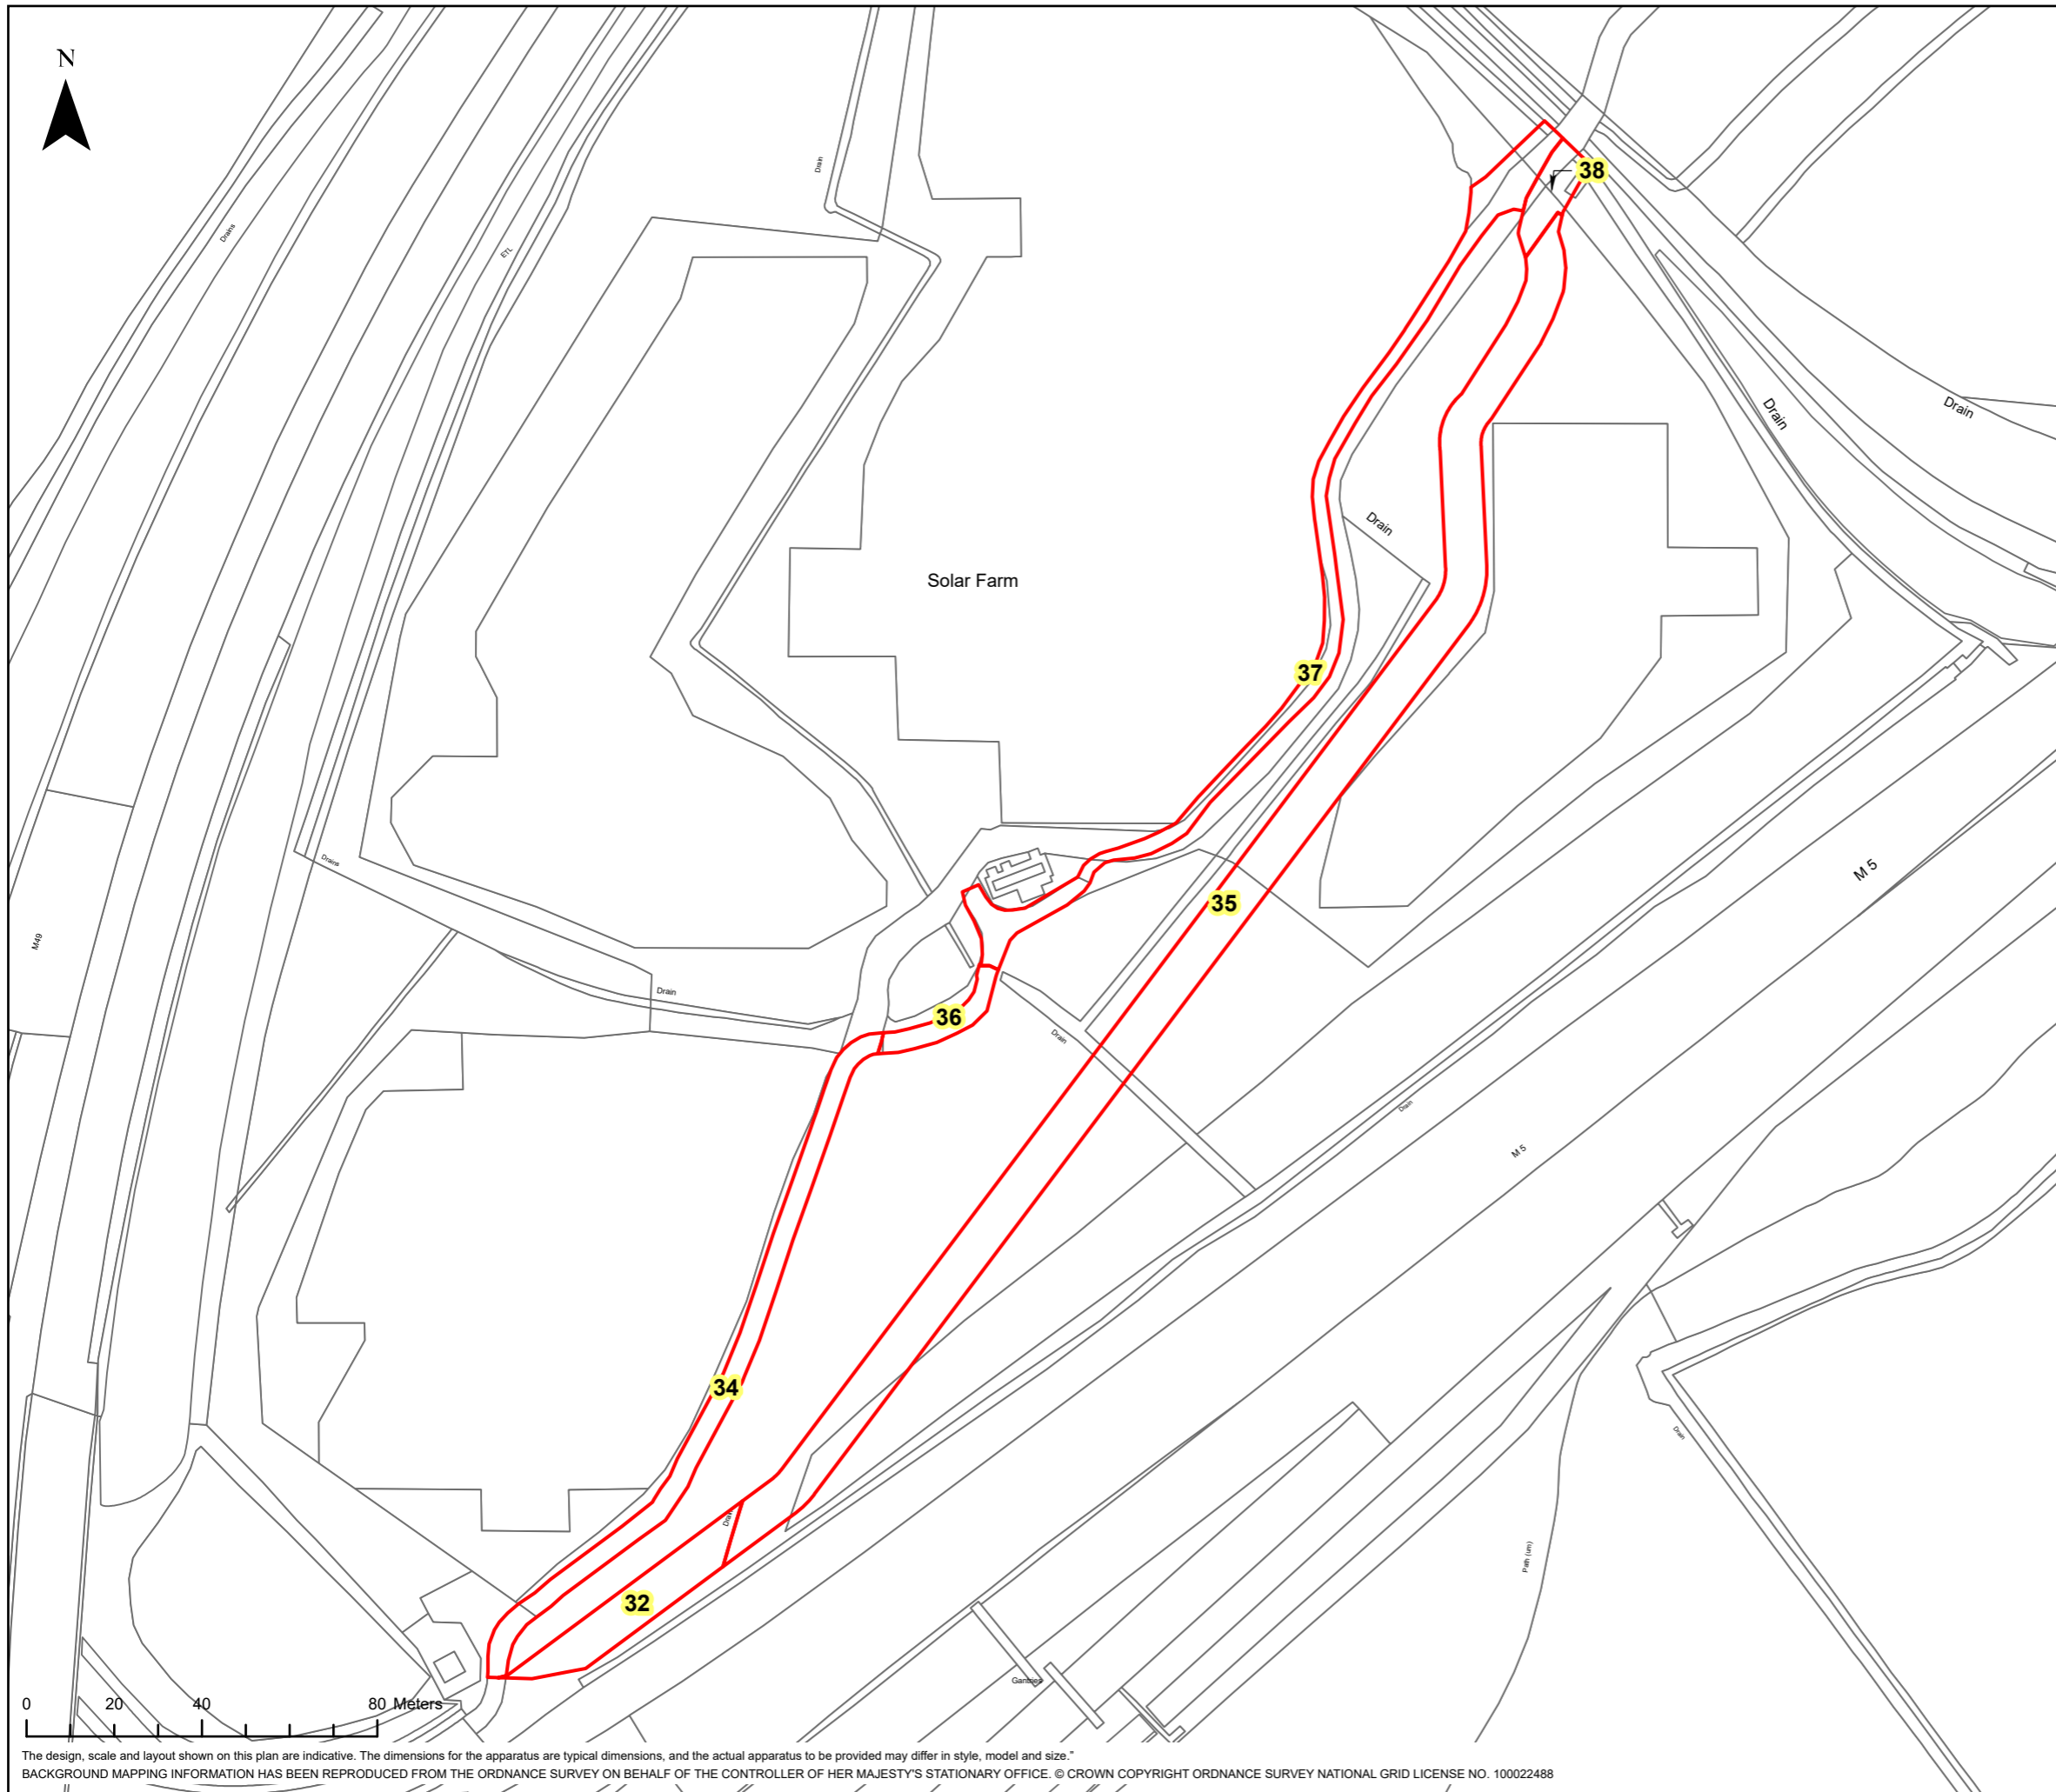 N
Drain
38
Drains
ETL
Drain
Drain
Drain
Solar Farm
37
M 5
Drains
35
M49
Drain
36
Drain
Drain
M 5
34
Drain
Drain
Path (um)
32
Gantries
0 20 40 80 Meters
The design, scale and layout shown on this plan are indicative. The dimensions for the apparatus are typical dimensions, and the actual apparatus to be provided may differ in style, model and size."
BACKGROUND MAPPING INFORMATION HAS BEEN REPRODUCED FROM THE ORDNANCE SURVEY ON BEHALF OF THE CONTROLLER OF HER MAJESTY'S STATIONARY OFFICE. © CROWN COPYRIGHT ORDNANCE SURVEY NATIONAL GRID LICENSE NO. 100022488